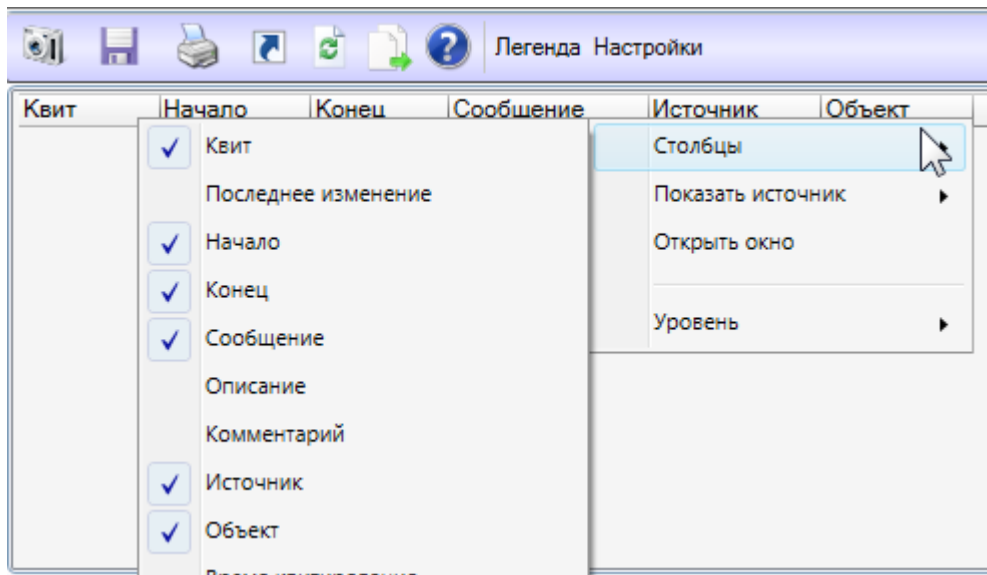 Легенда Настройки
Квит Начало Конец Сообщение Источник Объект
Квит
Последнее изменение
Начало
Конец
Сообщение
Описание
Комментарий
Источник
Объект
Столбцы
Показать источник
Открыть окно
Уровень